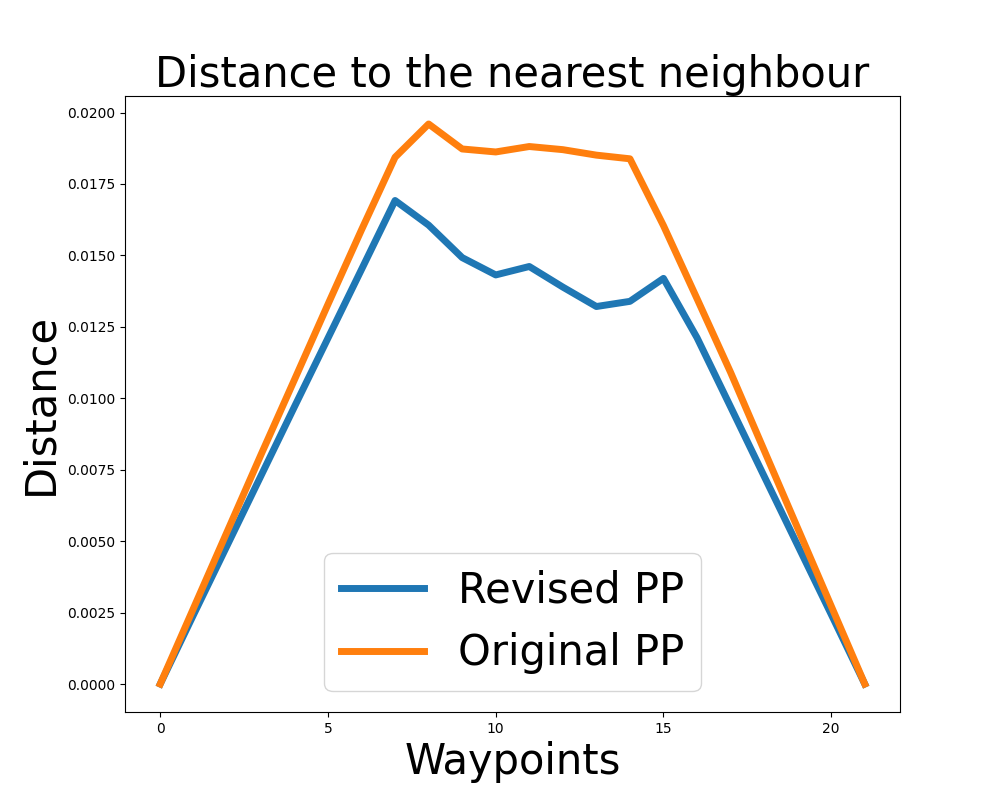 Distance to the nearest neighbour
0.0200
0.0175
0.0150
0.0125
0.0100
0.0075
0.0050
0.0025
0.0000
Distance
Revised PP
Original PP
0 5 10 15 20
Waypoints